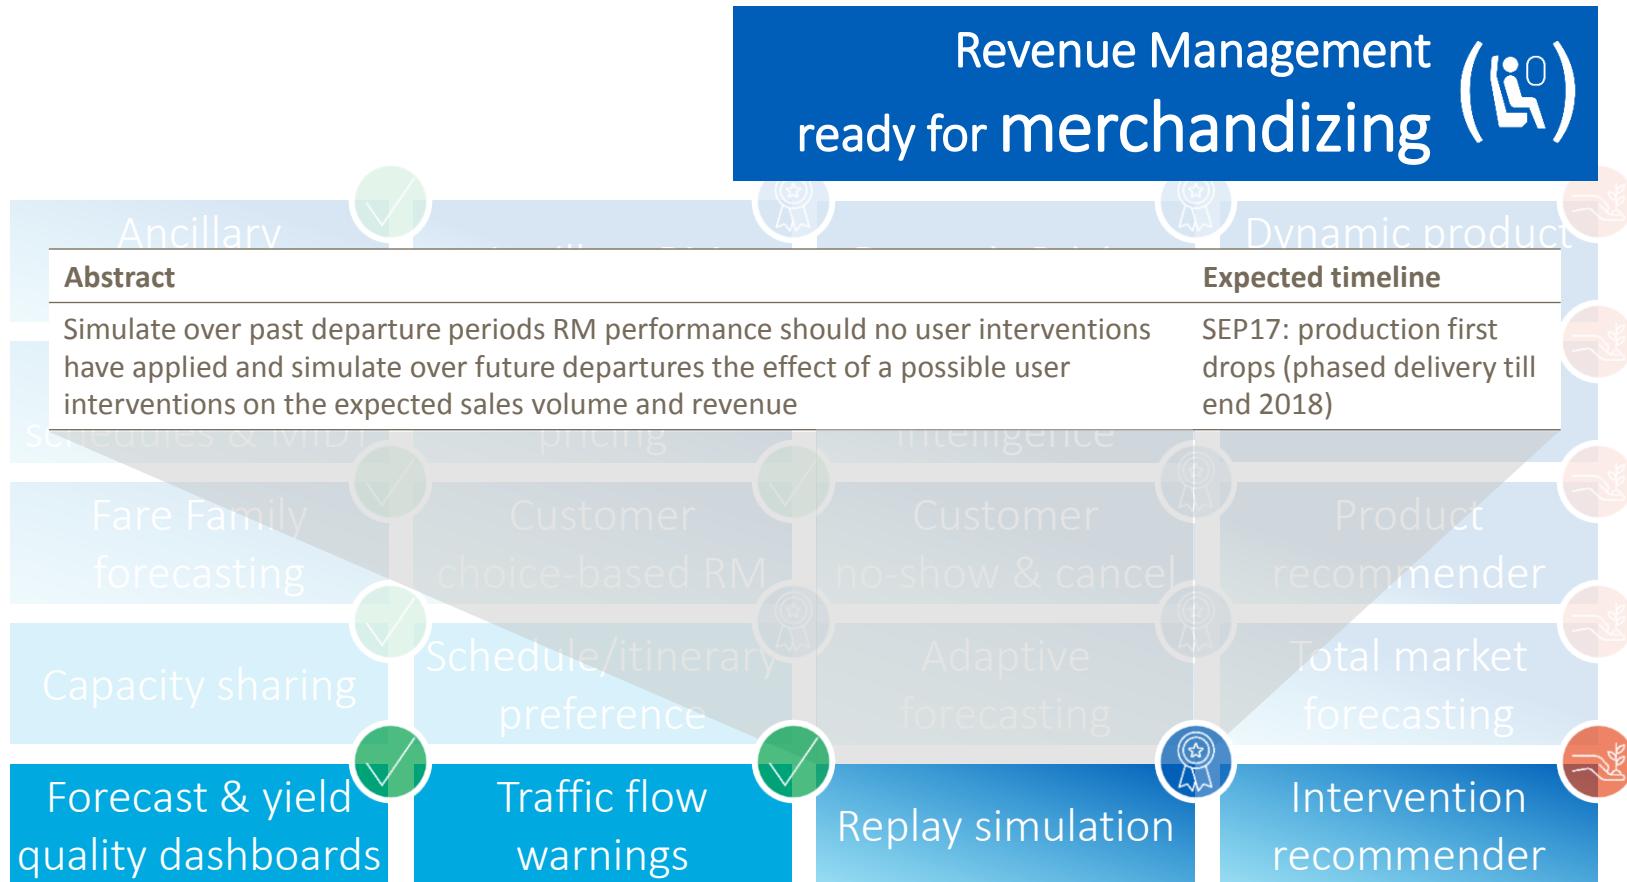 Revenue Management
ready for merchandizing
Ancillary
Dynamic product
Abstract
Expected timeline
Simulate over past departure periods RM performance should no user interventions
have applied and simulate over future departures the effect of a possible user
interventions on the expected sales volume and revenue
SEP17: production first
drops (phased delivery till
end 2018)
schedules & MIDT
pricing
intelligence
Fare Family
forecasting
Customer
choice-based RM
Customer
no-show & cancel
Product
recommender
Capacity sharing
Schedule/itinerary
preference
Adaptive
forecasting
Total market
forecasting
Forecast & yield
quality dashboards
Traffic flow
warnings
Replay simulation
Intervention
recommender